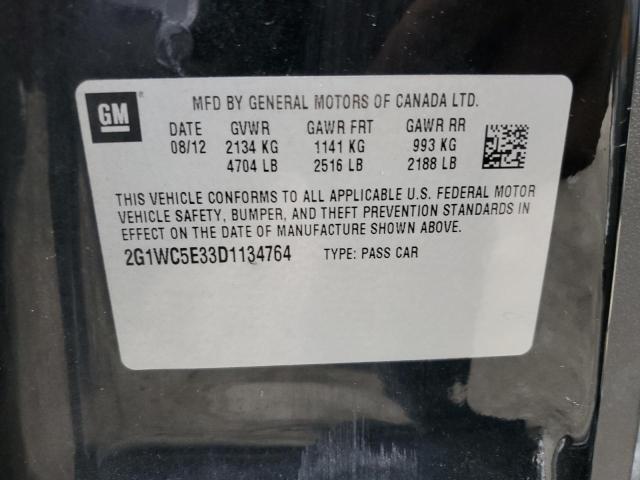 GM®
MFD BY GENERAL MOTORS OF CANADA LTD.
DATE GVWR GAWR FRT GAWR RR
08/12 2134 KG 1141 KG 993 KG
4704 LB 2516 LB 2188 LB
THIS VEHICLE CONFORMS TO ALL APPLICABLE U.S. FEDERAL MOTOR
VEHICLE SAFETY, BUMPER, AND THEFT PREVENTION STANDARDS IN
EFFECT ON THE DATE OF MANUFACTURE SHOWN ABOVE.
2G1WC5E33D1134764 TYPE: PASS CAR